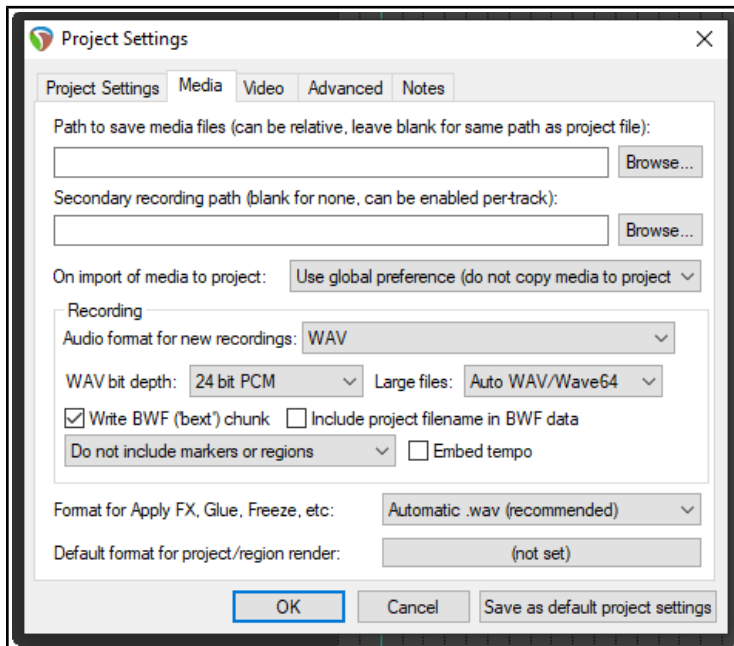 Project Settings
Project Settings Media Video Advanced Notes
Path to save media files (can be relative, leave blank for same path as project file):
Browse...
Secondary recording path (blank for none, can be enabled per-track):
Browse...
On import of media to project: Use global preference (do not copy media to project
Recording
Audio format for new recordings: WAV
WAV bit depth: 24 bit PCM Large files: Auto WAV/Wave64
Write BWF ('bext') chunk Include project filename in BWF data
Do not include markers or regions Embed tempo
Format for Apply FX, Glue, Freeze, etc: Automatic .wav (recommended)
Default format for project/region render: (not set)
OK Cancel Save as default project settings